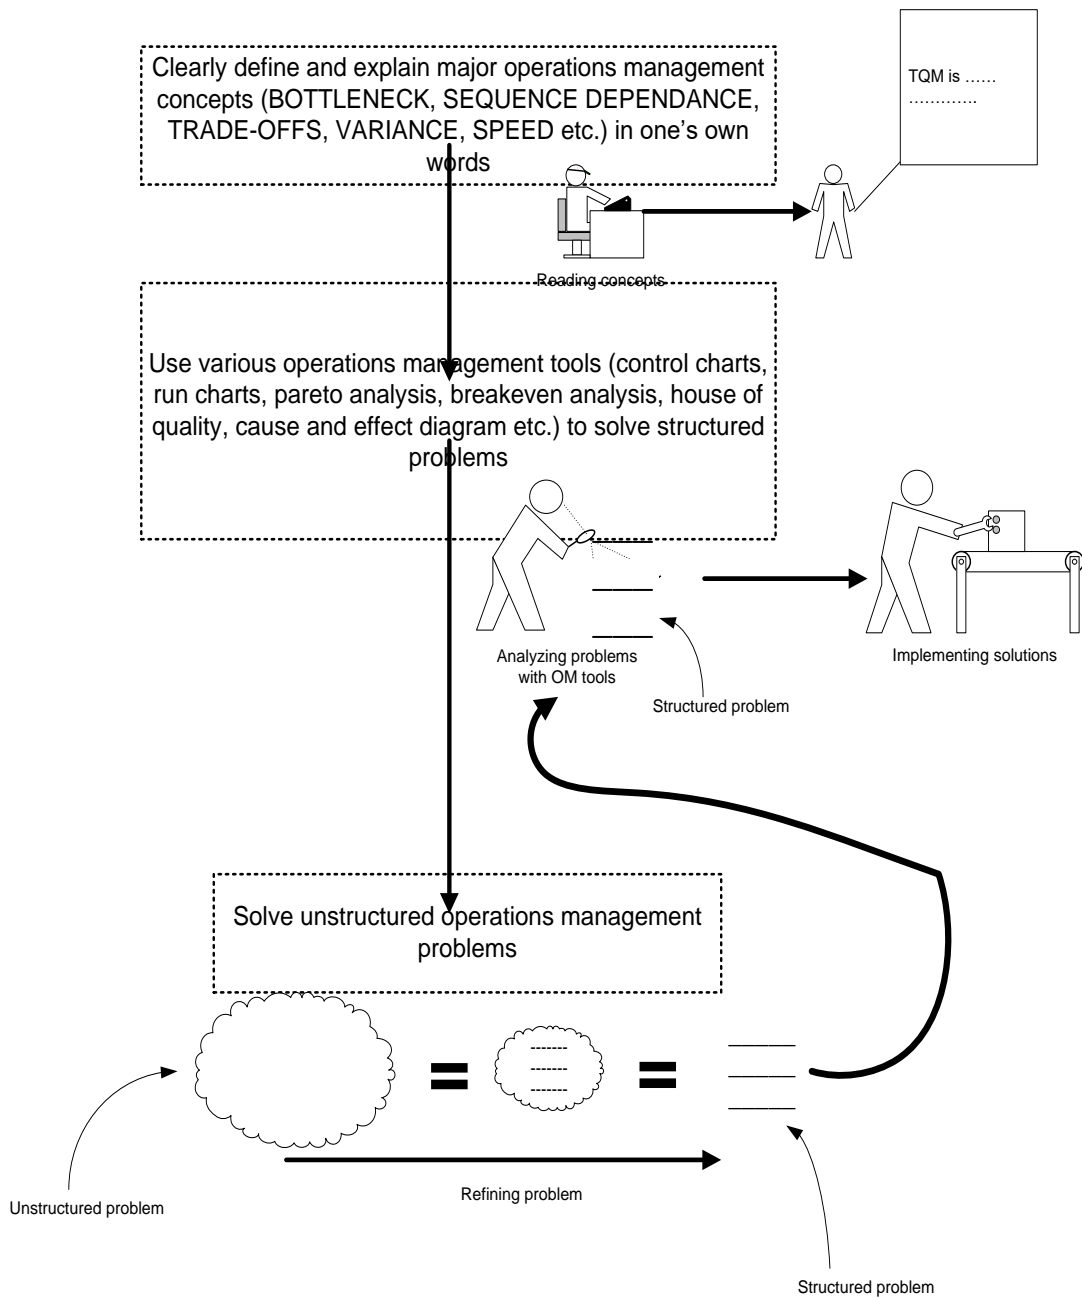 Clearly define and explain major operations management
concepts (BOTTLENECK, SEQUENCE DEPENDANCE,
TRADE-OFFS, VARIANCE, SPEED etc.) in one's own
words
TQM is ......
.............
Reading concepts
Use various operations management tools (control charts,
run charts, pareto analysis, breakeven analysis, house of
quality, cause and effect diagram etc.) to solve structured
problems
Analyzing problems
with OM tools
Implementing solutions
Structured problem
Solve unstructured operations management
problems
Unstructured problem
Refining problem
Structured problem